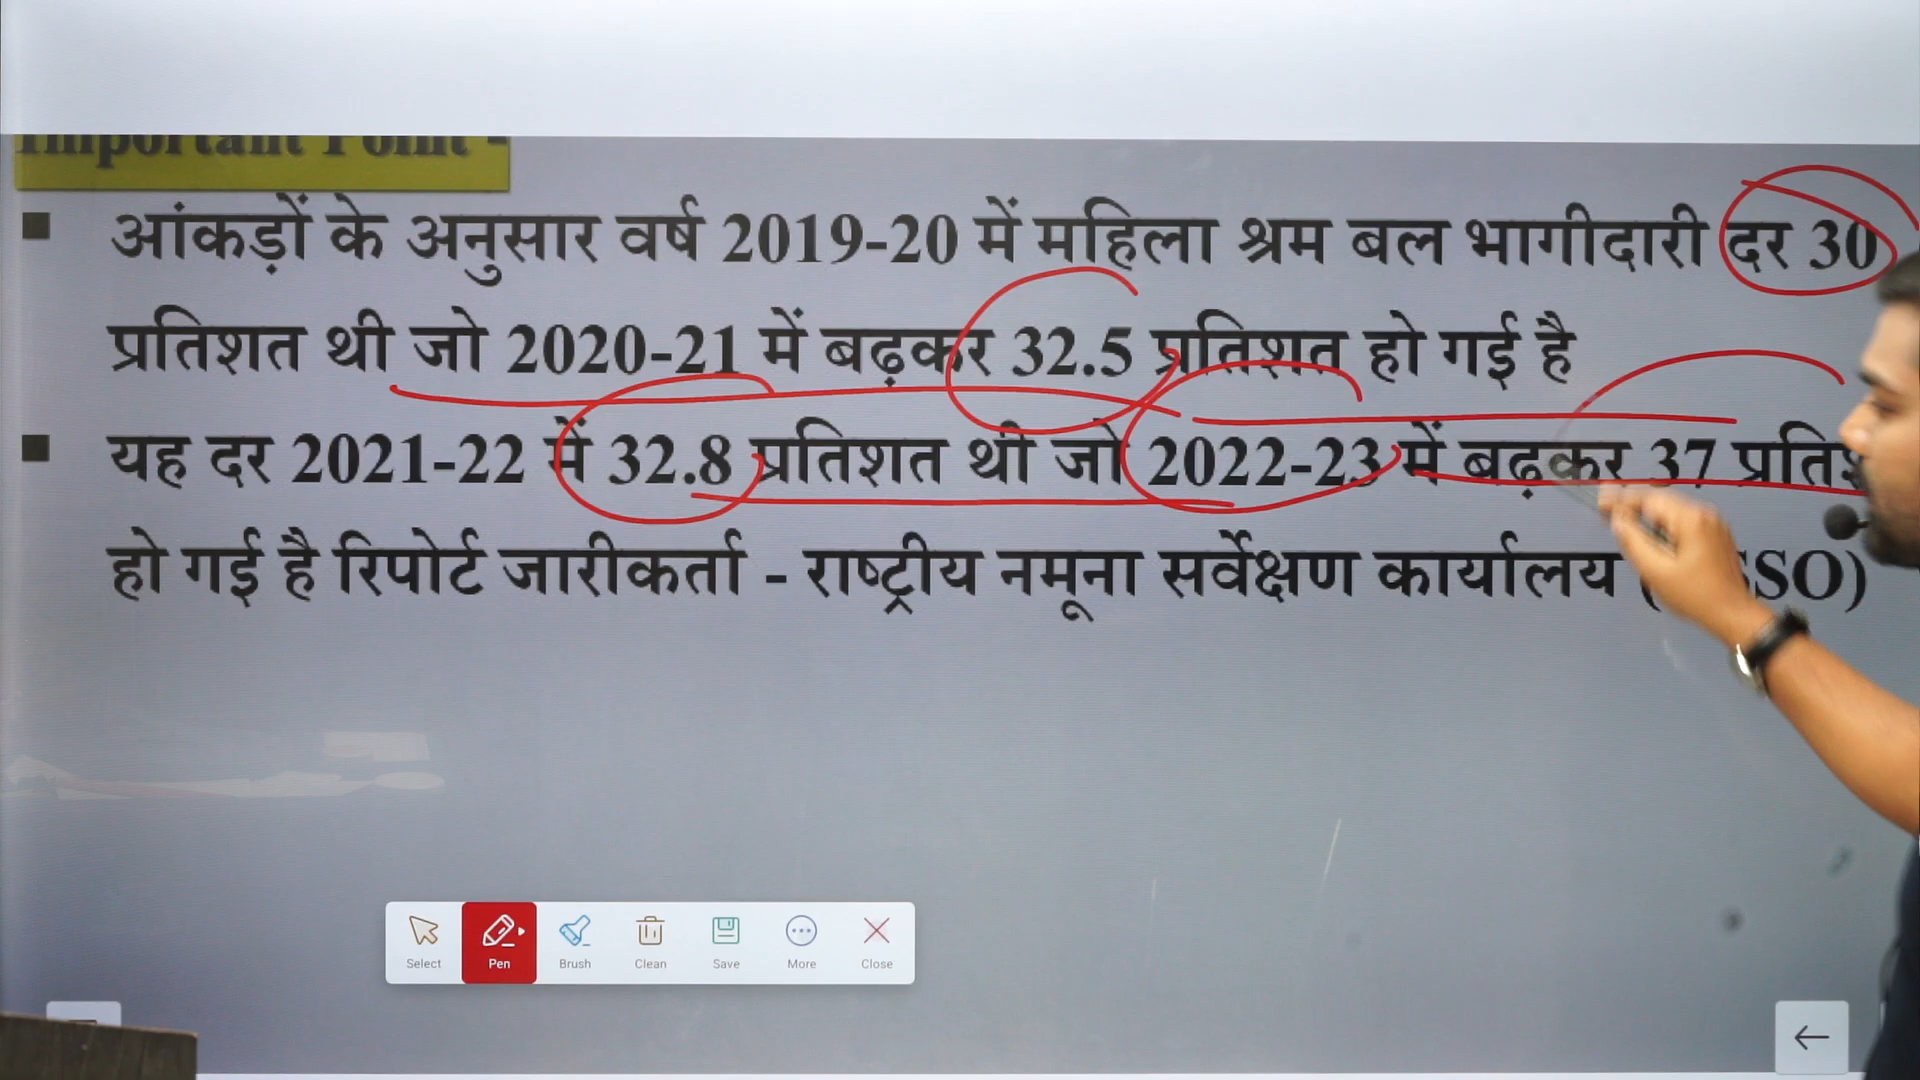 Important Point -
आंकड़ों के अनुसार वर्ष 2019-20 में महिला श्रम बल भागीदारी दर 30
प्रतिशत थी जो 2020-21 में बढ़कर 32.5 प्रतिशत हो गई है
यह दर 2021-22 में 32.8 प्रतिशत थी जो 2022-23 में बढ़कर 37
हो गई है रिपोर्ट जारीकर्ता - राष्ट्रीय नमूना सर्वेक्षण कार्यालय
Select Pen Brush Clean Save More Close